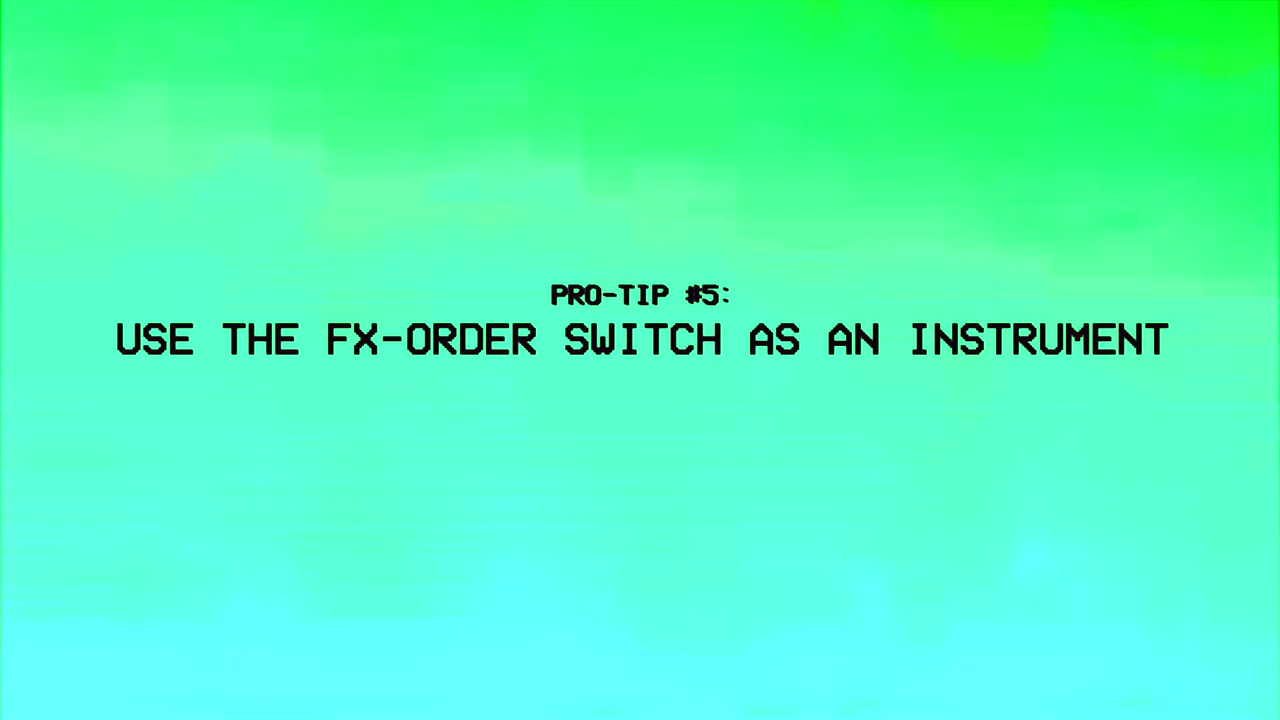 PRO-TIP #5:
USE THE FX-ORDER SWITCH AS AN INSTRUMENT